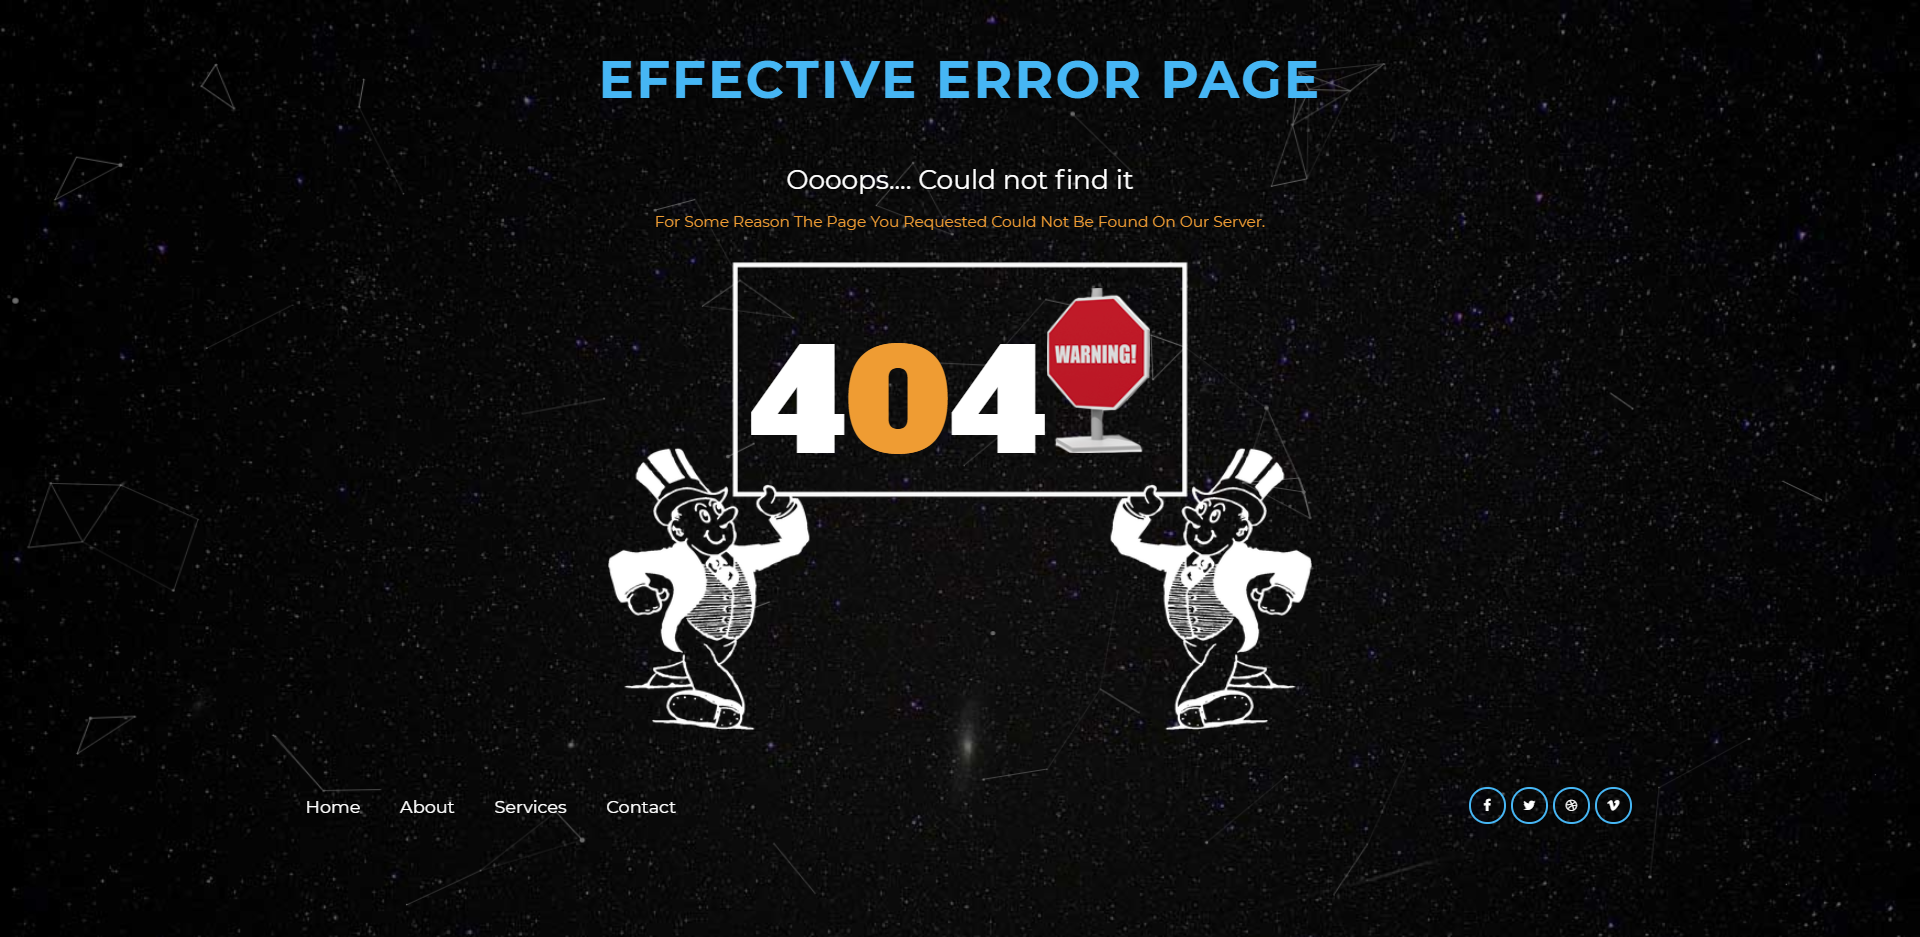 EFFECTIVE ERROR PAGE
Oooops.... Could not find it
For Some Reason The Page You Requested Could Not Be Found On Our Server.
404
WARNING!
Home About Services Contact